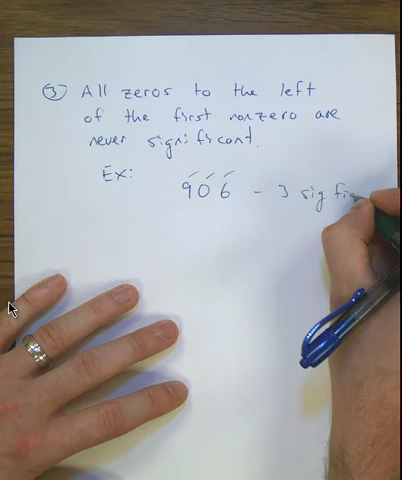 ③ All zeros to the left
of the first nonzero are
never significant.
Ex:
906 - 3 sig fi